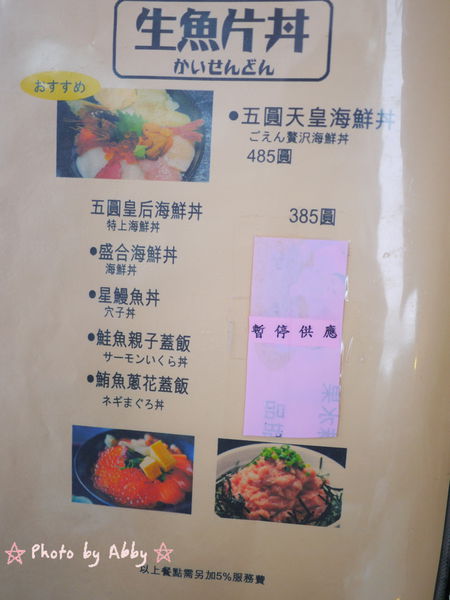 生魚片丼
かいせんどん
おすすめ
•五圓天皇海鮮丼
ごえん贅沢海鮮丼
485圓
五圓皇后海鮮丼 385圓
特上海鮮丼
•盛合海鮮丼
海鮮丼
•星鰻魚丼
穴子丼
暫停供應
•鮭魚親子蓋飯
サーモンいくら丼
•鮪魚蔥花蓋飯
ネギまぐろ丼
☆ Photo by Abby ☆
以上餐點需另加5%服務費